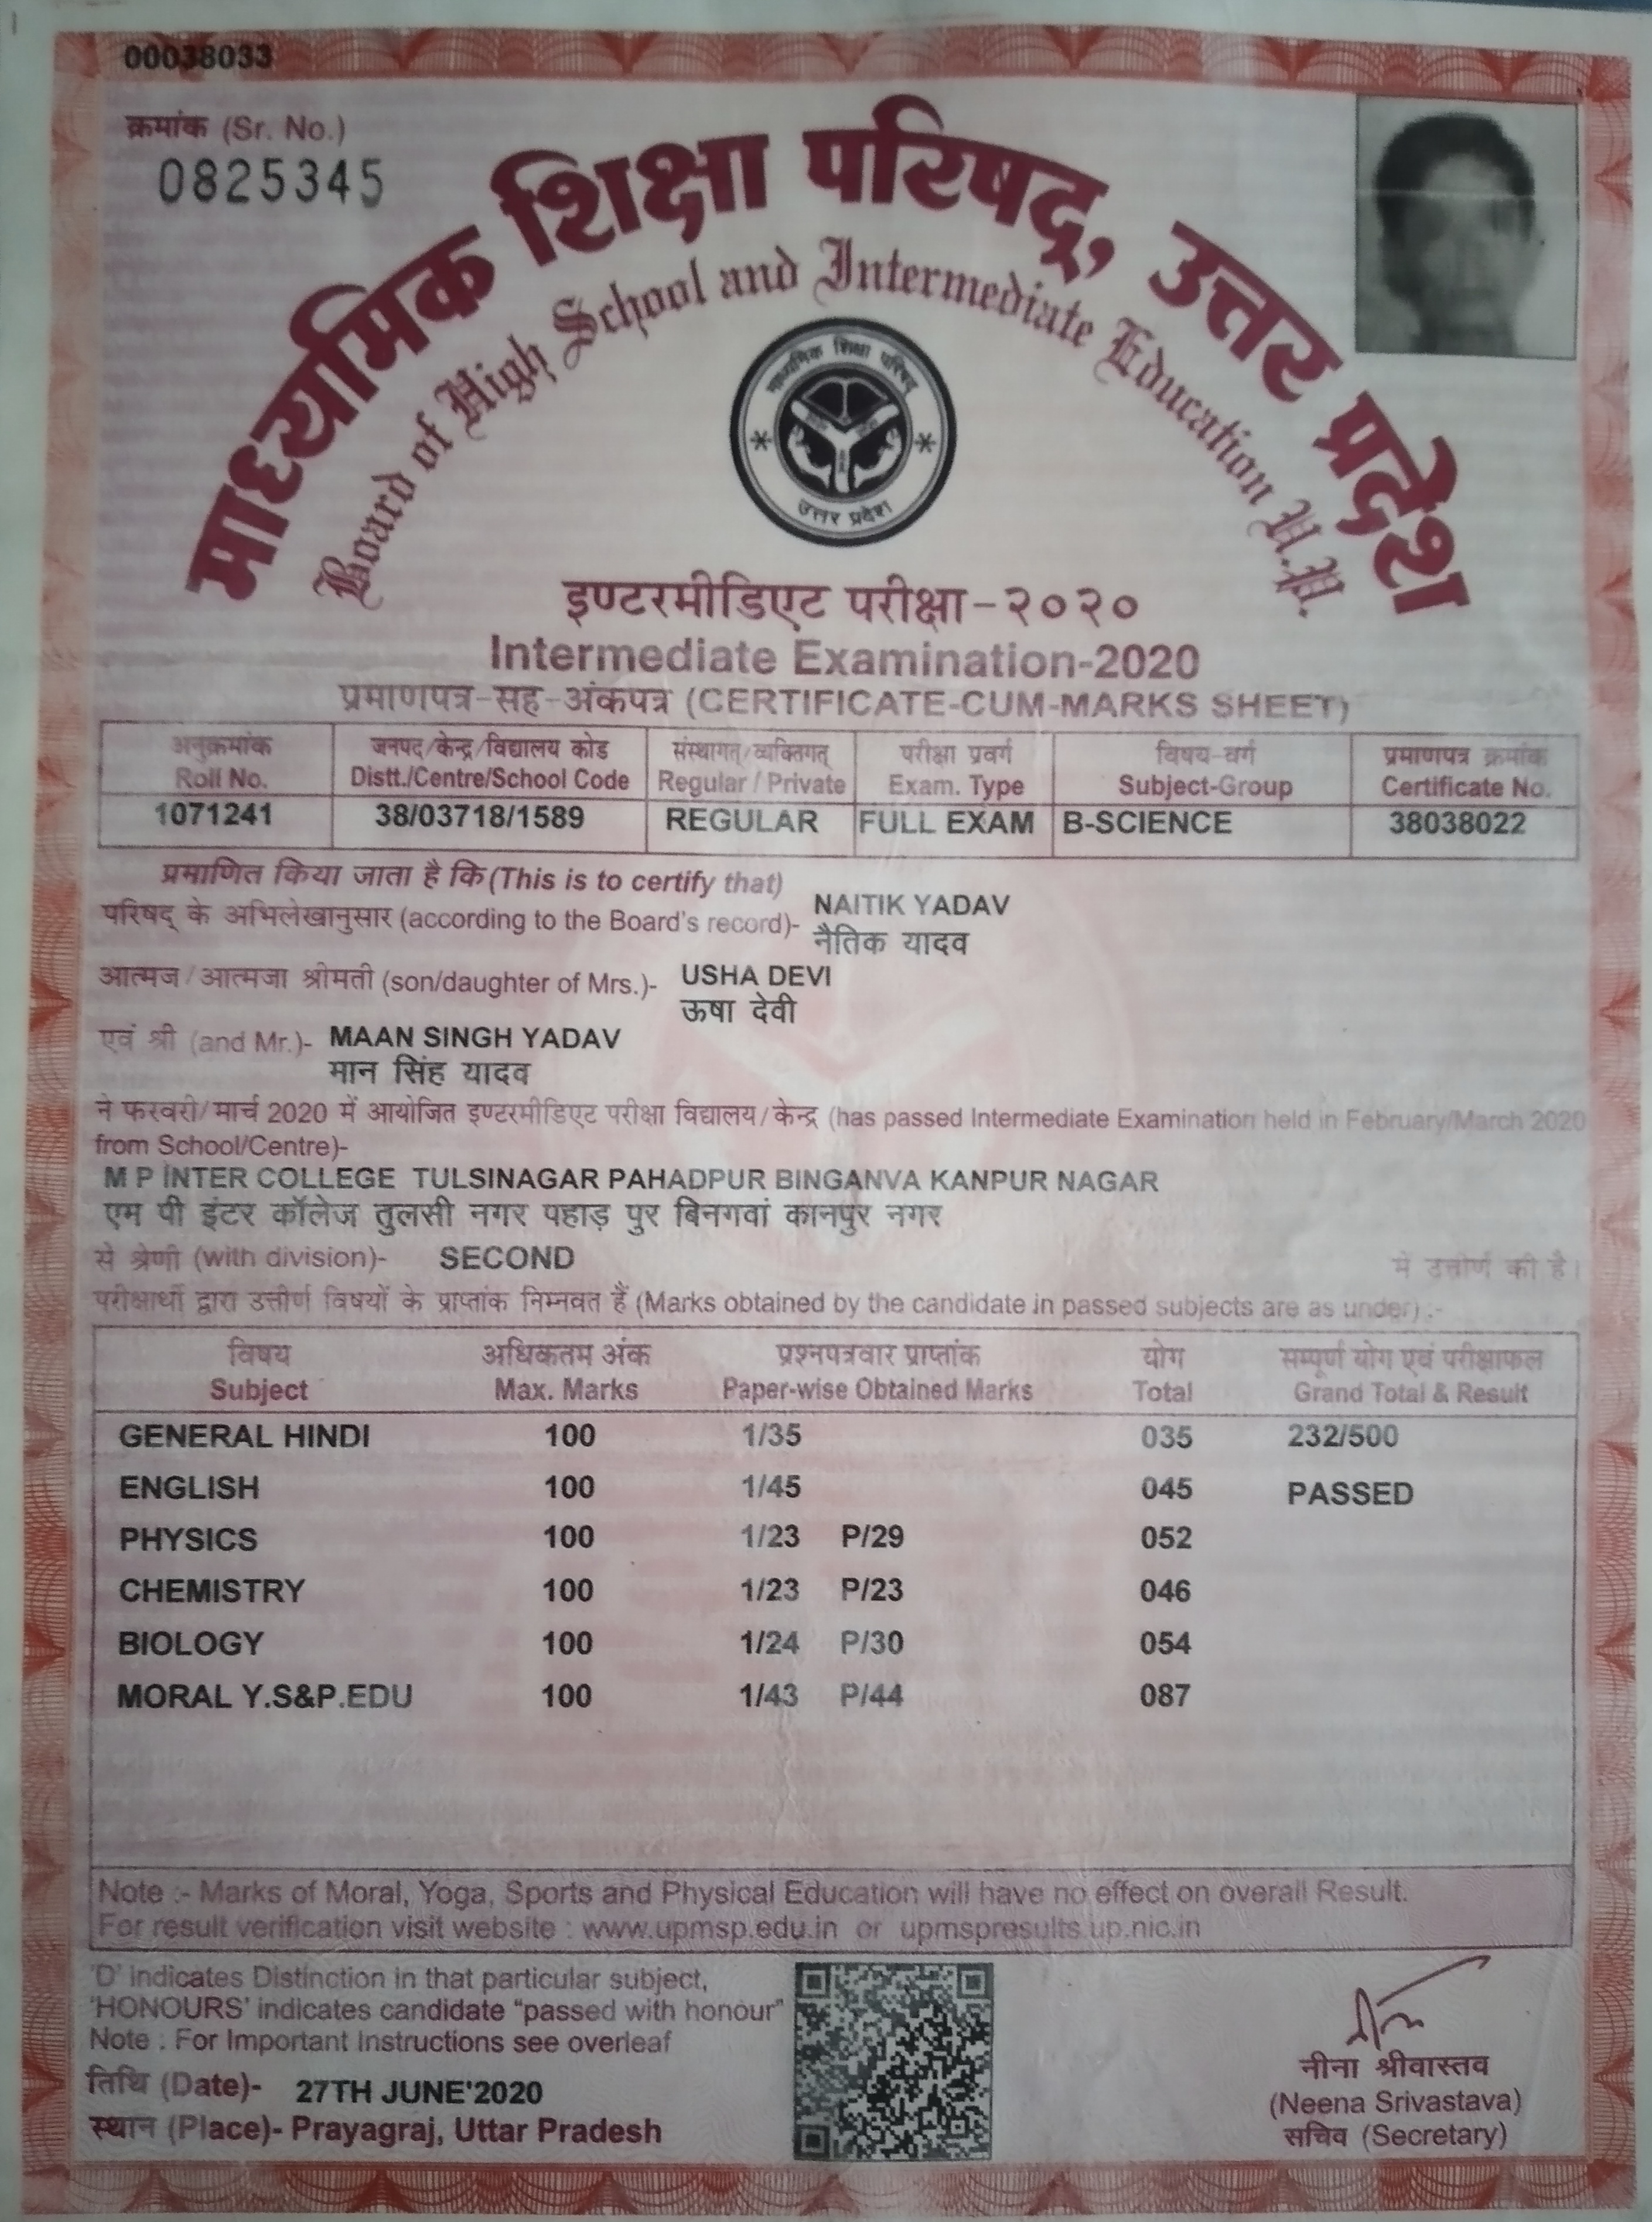 00038033
क्रमांक (Sr. No.)
0825345
माध्यमिक शिक्षा परिषद्, उत्तर प्रदेश
Board of High School and Intermediate Education U.P.
माध्यमिक शिक्षा परिषद्
उत्तर प्रदेश
इण्टरमीडिएट परीक्षा-२०२०
Intermediate Examination-2020
प्रमाणपत्र-सह-अंकपत्र (CERTIFICATE-CUM-MARKS SHEET)
अनुक्रमांक जनपद/केन्द्र/विद्यालय कोड संस्थागत्/व्यक्तिगत् परीक्षा प्रवर्ग विषय-वर्ग प्रमाणपत्र क्रमांक
Roll No. Distt./Centre/School Code Regular / Private Exam. Type Subject-Group Certificate No.
1071241 38/03718/1589 REGULAR FULL EXAM B-SCIENCE 38038022
प्रमाणित किया जाता है कि (This is to certify that)
परिषद् के अभिलेखानुसार (according to the Board's record)- NAITIK YADAV
नैतिक यादव
आत्मज/आत्मजा श्रीमती (son/daughter of Mrs.)- USHA DEVI
ऊषा देवी
एवं श्री (and Mr.)- MAAN SINGH YADAV
मान सिंह यादव
ने फरवरी/मार्च 2020 में आयोजित इण्टरमीडिएट परीक्षा विद्यालय/केन्द्र (has passed Intermediate Examination held in February/March 2020
from School/Centre)-
M P INTER COLLEGE TULSINAGAR PAHADPUR BINGANVA KANPUR NAGAR
एम पी इंटर कॉलेज तुलसी नगर पहाड़ पुर बिनगवां कानपुर नगर
से श्रेणी (with division)- SECOND में उत्तीर्ण की है।
परीक्षार्थी द्वारा उत्तीर्ण विषयों के प्राप्तांक निम्नवत हैं (Marks obtained by the candidate in passed subjects are as under) :-
विषय अधिकतम अंक प्रश्नपत्रवार प्राप्तांक योग सम्पूर्ण योग एवं परीक्षाफल
Subject Max. Marks Paper-wise Obtained Marks Total Grand Total & Result
GENERAL HINDI 100 1/35 035 232/500
ENGLISH 100 1/45 045 PASSED
PHYSICS 100 1/23 P/29 052
CHEMISTRY 100 1/23 P/23 046
BIOLOGY 100 1/24 P/30 054
MORAL Y.S&P.EDU 100 1/43 P/44 087
Note :- Marks of Moral, Yoga, Sports and Physical Education will have no effect on overall Result.
For result verification visit website : www.upmsp.edu.in or upmspresults.up.nic.in
'D' indicates Distinction in that particular subject,
'HONOURS' indicates candidate "passed with honour"
Note : For Important Instructions see overleaf
तिथि (Date)- 27TH JUNE'2020
स्थान (Place)- Prayagraj, Uttar Pradesh
नीना श्रीवास्तव
(Neena Srivastava)
सचिव (Secretary)